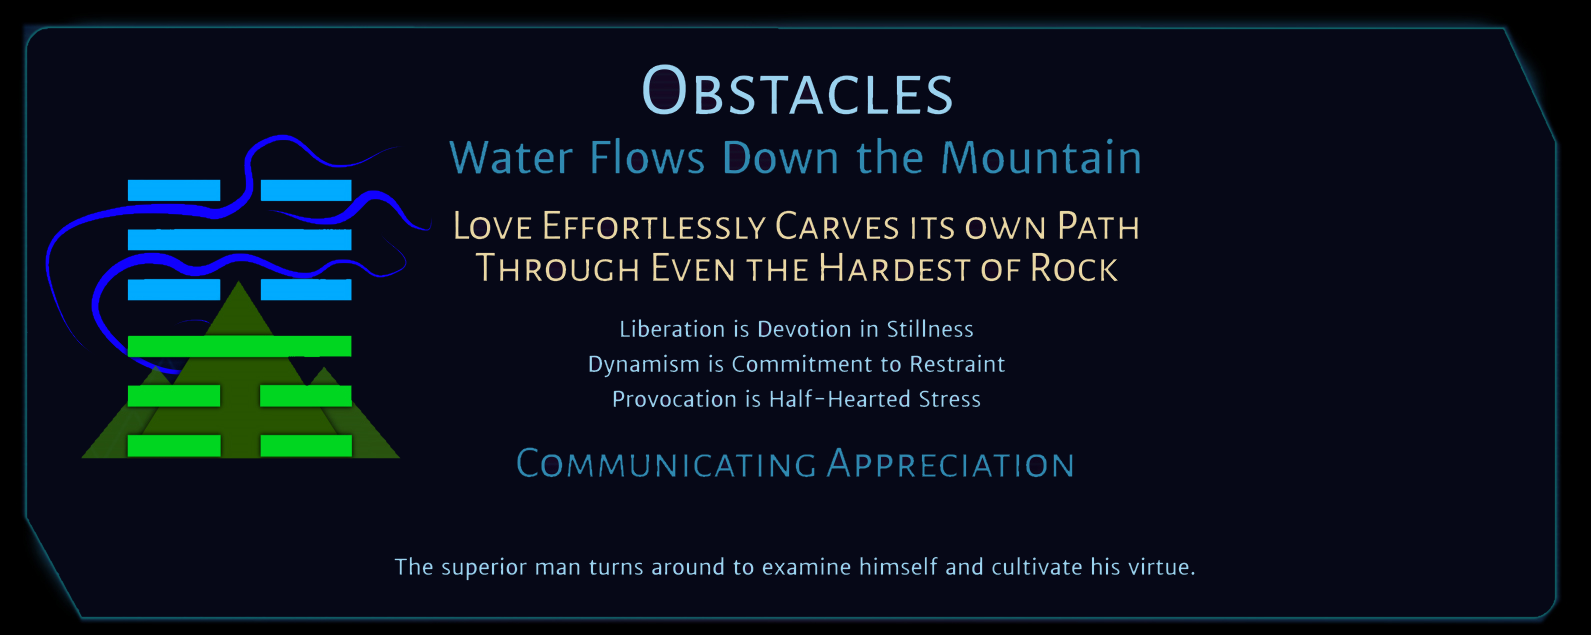 Obstacles
Water Flows Down the Mountain
Love Effortlessly Carves its own Path
Through Even the Hardest of Rock
Liberation is Devotion in Stillness
Dynamism is Commitment to Restraint
Provocation is Half-Hearted Stress
Communicating Appreciation
The superior man turns around to examine himself and cultivate his virtue.